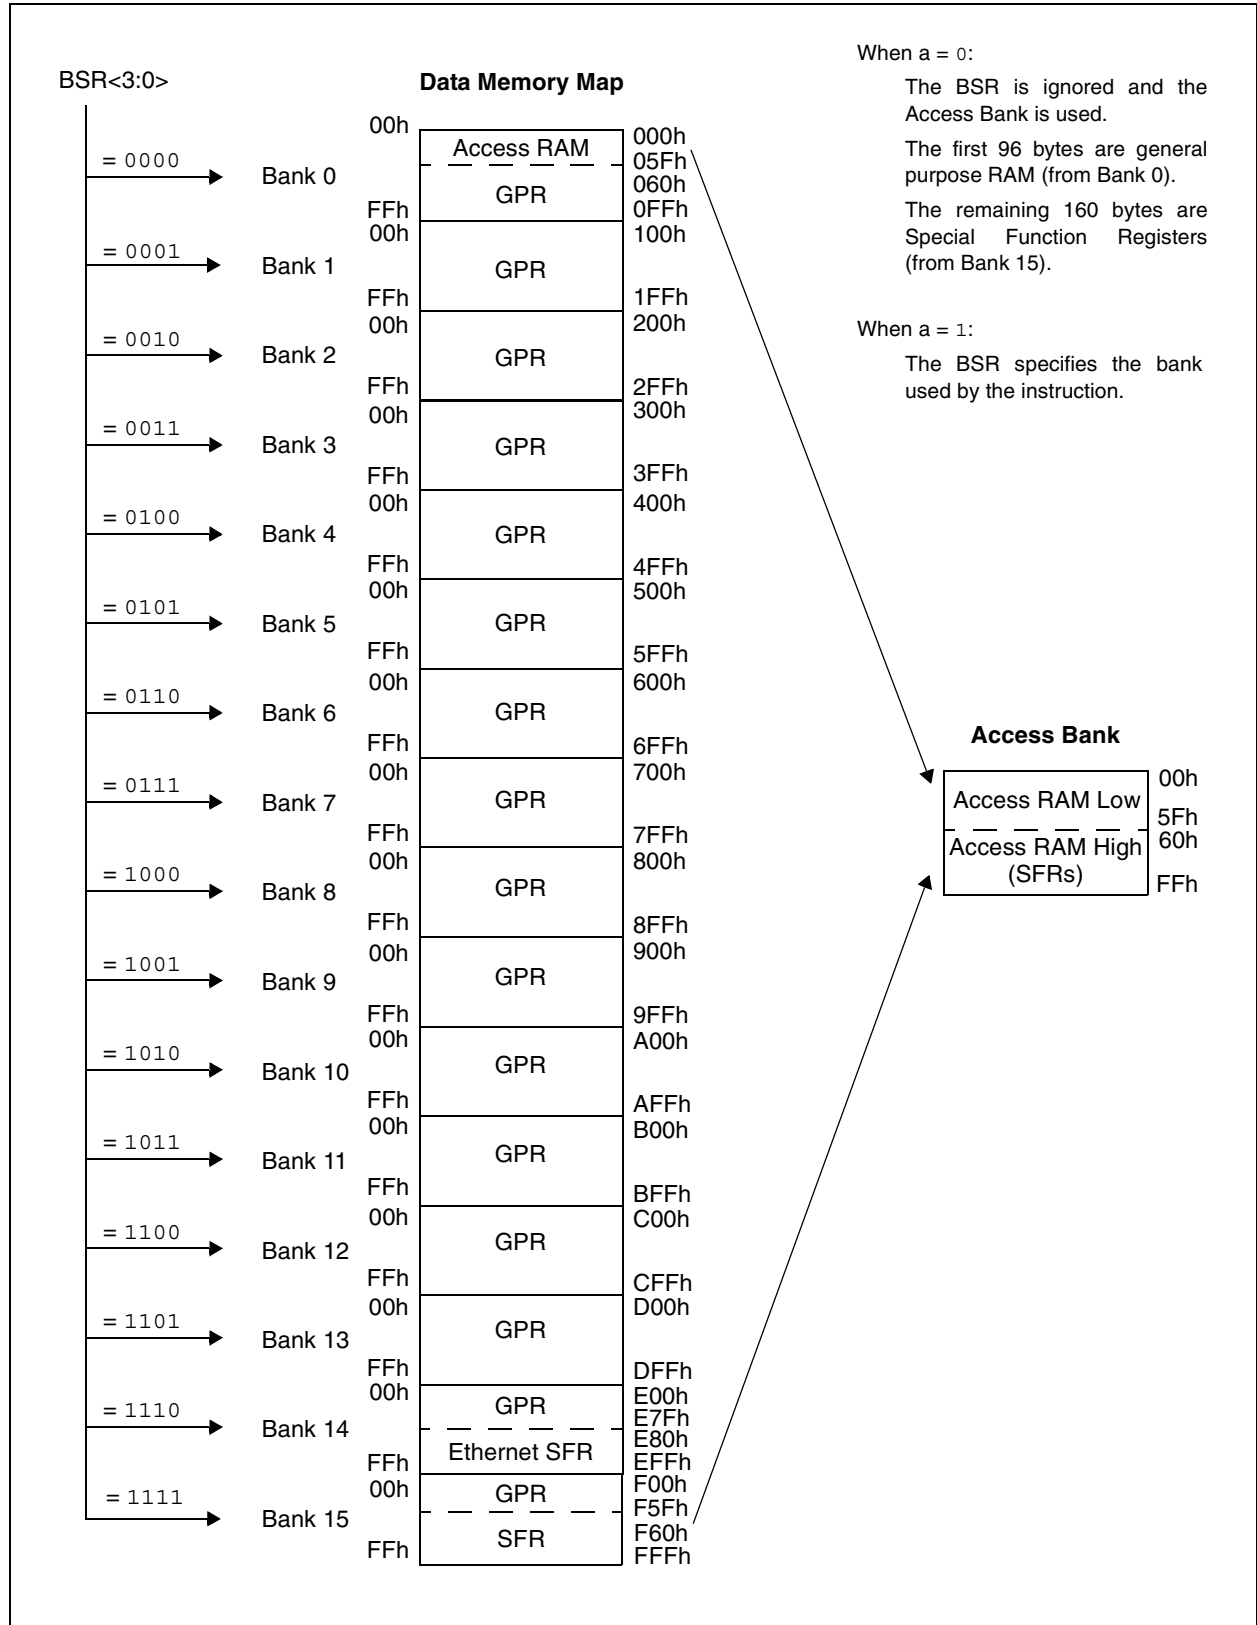 BSR<3:0>
Data Memory Map
When a = 0:
The BSR is ignored and the
Access Bank is used.
The first 96 bytes are general
purpose RAM (from Bank 0).
The remaining 160 bytes are
Special Function Registers
(from Bank 15).
When a = 1:
The BSR specifies the bank
used by the instruction.
= 0000
Bank 0
00h
FFh
Access RAM
GPR
000h
05Fh
060h
0FFh
= 0001
Bank 1
00h
FFh
GPR
100h
1FFh
= 0010
Bank 2
00h
FFh
GPR
200h
2FFh
= 0011
Bank 3
00h
FFh
GPR
300h
3FFh
= 0100
Bank 4
00h
FFh
GPR
400h
4FFh
= 0101
Bank 5
00h
FFh
GPR
500h
5FFh
= 0110
Bank 6
00h
FFh
GPR
600h
6FFh
= 0111
Bank 7
00h
FFh
GPR
700h
7FFh
= 1000
Bank 8
00h
FFh
GPR
800h
8FFh
= 1001
Bank 9
00h
FFh
GPR
900h
9FFh
= 1010
Bank 10
00h
FFh
GPR
A00h
AFFh
= 1011
Bank 11
00h
FFh
GPR
B00h
BFFh
= 1100
Bank 12
00h
FFh
GPR
C00h
CFFh
= 1101
Bank 13
00h
FFh
GPR
D00h
DFFh
= 1110
Bank 14
00h
FFh
GPR
Ethernet SFR
E00h
E7Fh
E80h
EFFh
= 1111
Bank 15
00h
FFh
GPR
SFR
F00h
F5Fh
F60h
FFFh
Access Bank
Access RAM Low
Access RAM High
(SFRs)
00h
5Fh
60h
FFh